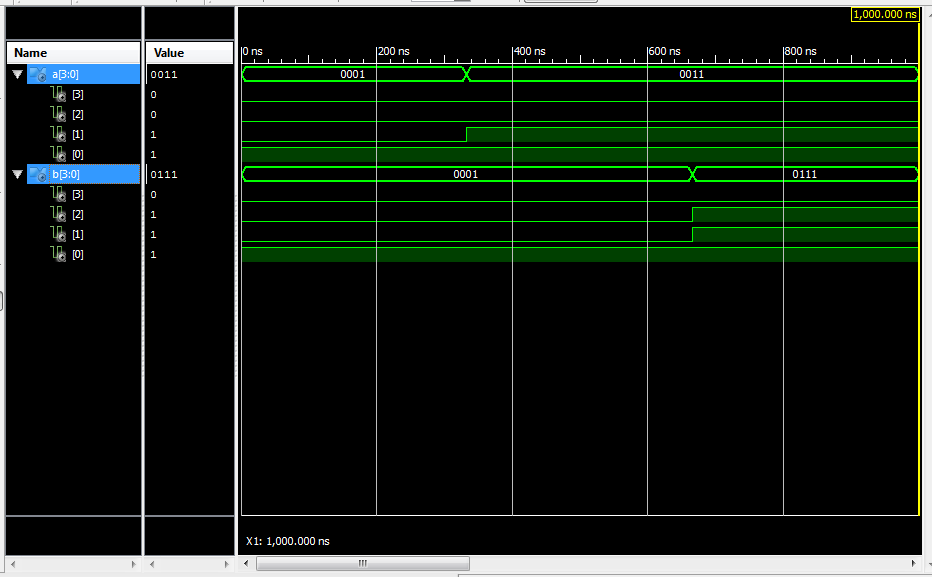 1,000.000 ns
Name Value 0 ns 200 ns 400 ns 600 ns 800 ns
a[3:0] 0011 0001 0011
[3] 0
[2] 0
[1] 1
[0] 1
b[3:0] 0111 0001 0111
[3] 0
[2] 1
[1] 1
[0] 1
X1: 1,000.000 ns